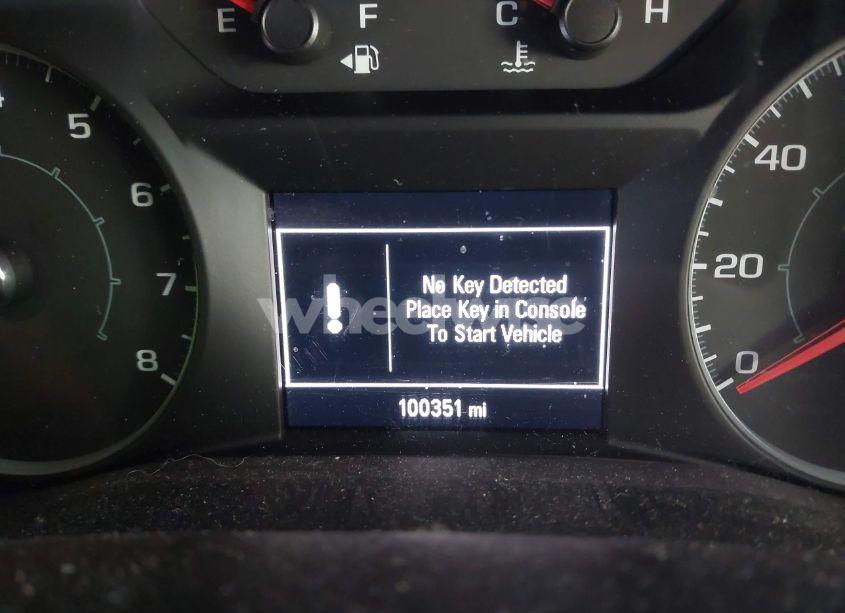 E F C H
5
6
7
8
40
20
0
No Key Detected
Place Key in Console
To Start Vehicle
100351 mi